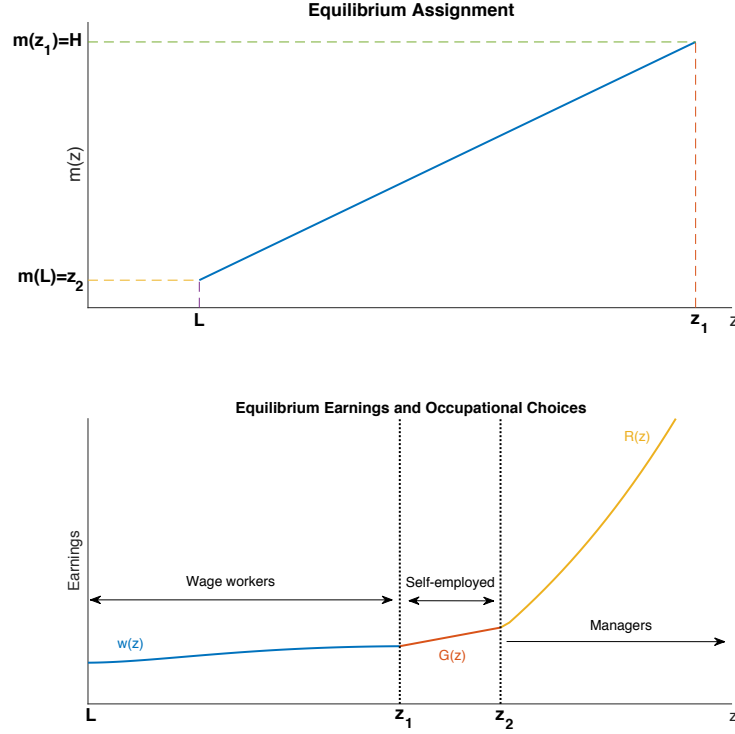 Equilibrium Assignment
m(z₁)=H
m(z)
m(L)=z₂
L
z₁
z
Equilibrium Earnings and Occupational Choices
R(z)
Earnings
Wage workers
Self-employed
Managers
w(z)
G(z)
L
z₁
z₂
z